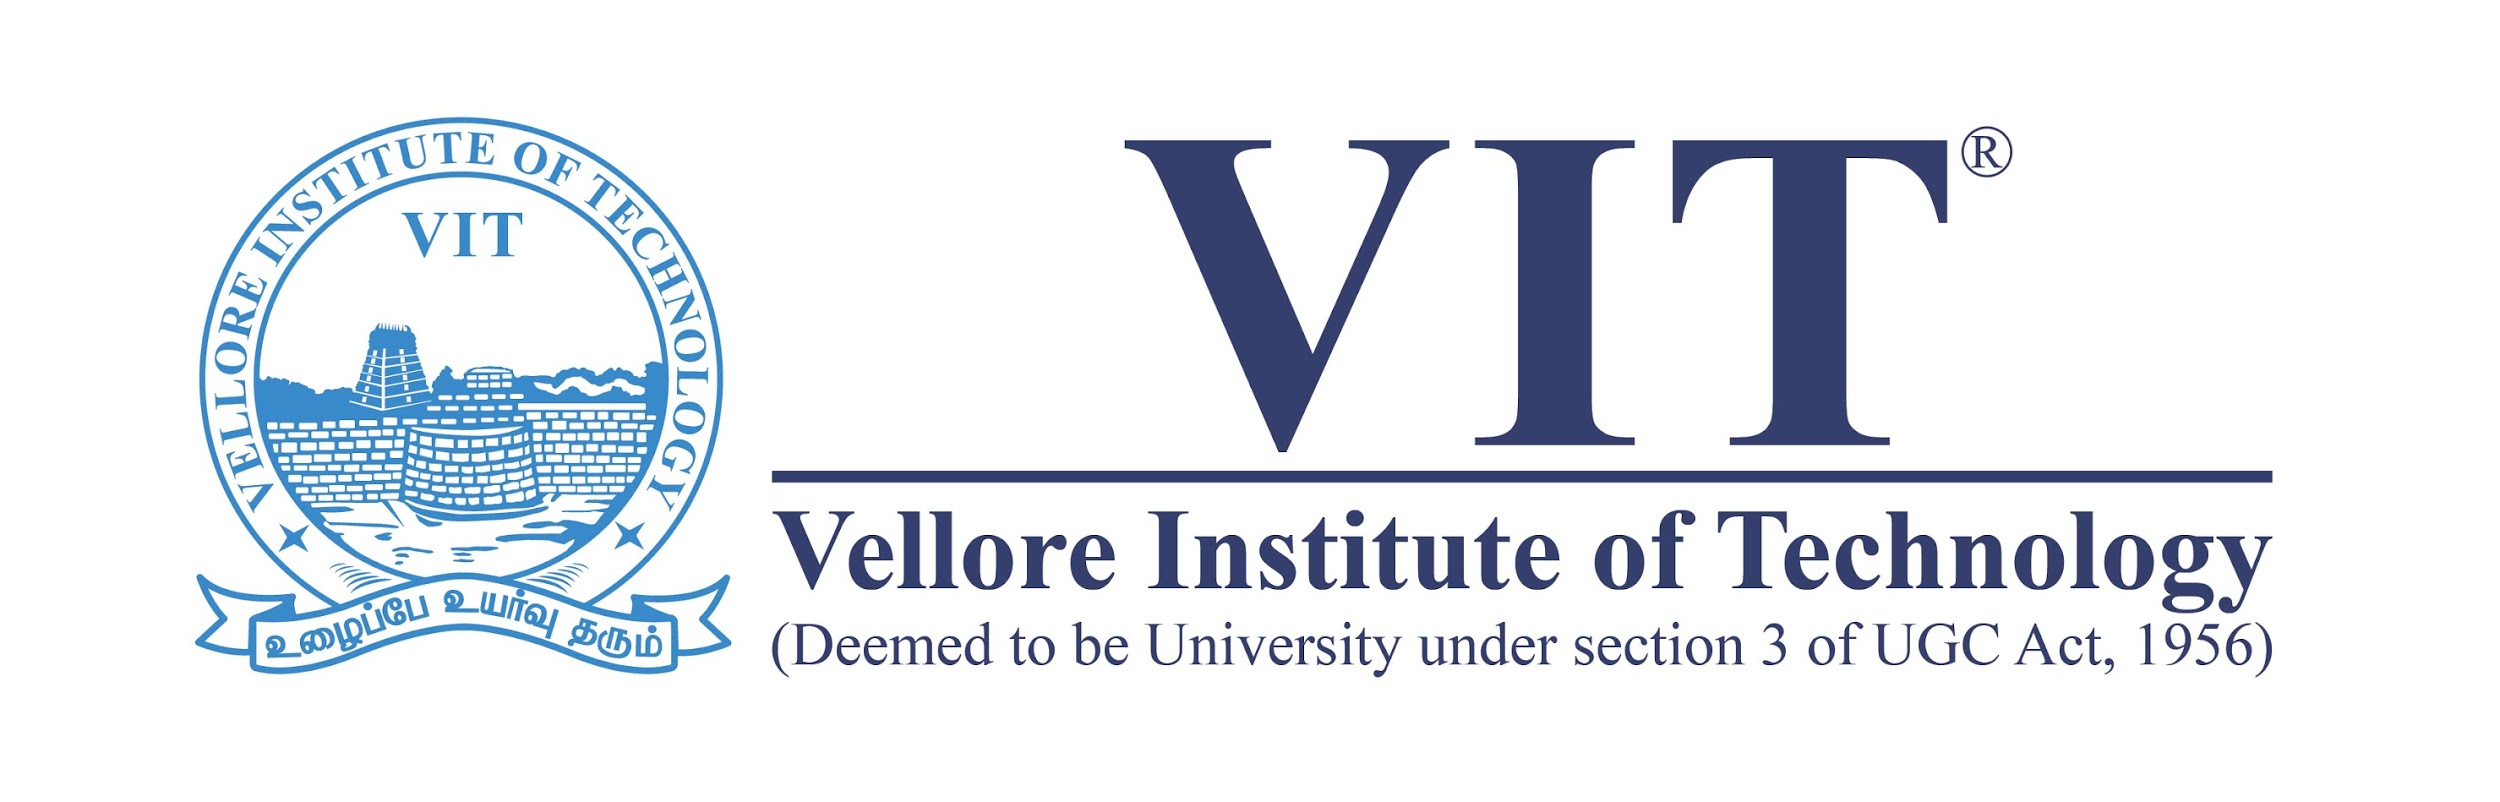 VELLORE INSTITUTE OF TECHNOLOGY
VIT
உழைப்பே உயர்வு தரும்
VIT®
Vellore Institute of Technology
(Deemed to be University under section 3 of UGC Act, 1956)